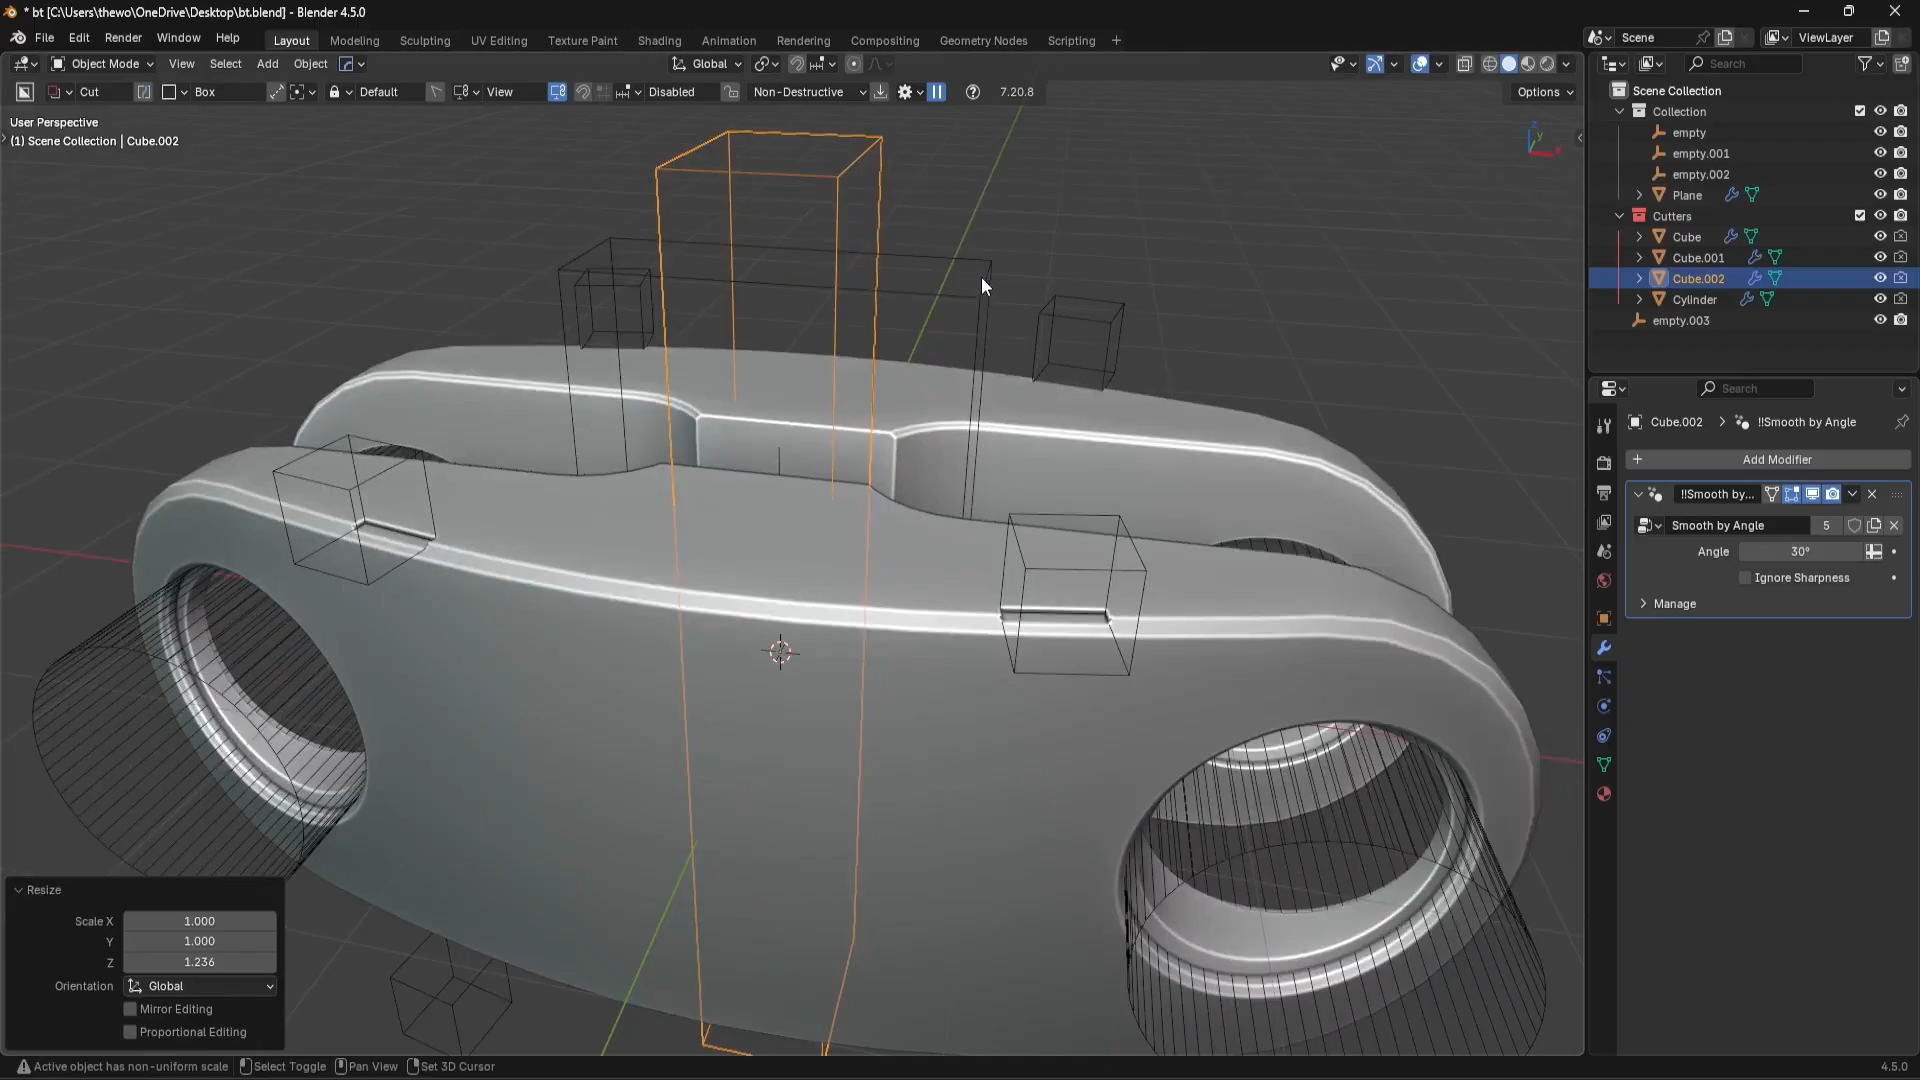 * bt [C:\Users\thewo\OneDrive\Desktop\bt.blend] - Blender 4.5.0
File Edit Render Window Help Layout Modeling Sculpting UV Editing Texture Paint Shading Animation Rendering Compositing Geometry Nodes Scripting + Scene ViewLayer
Object Mode View Select Add Object Global Search
Cut Box Default View Disabled Non-Destructive 7.20.8 Options
User Perspective
(1) Scene Collection | Cube.002
Scene Collection
Collection
empty
empty.001
empty.002
Plane
Cutters
Cube
Cube.001
Cube.002
Cylinder
empty.003
Search
Cube.002 > !!Smooth by Angle
+ Add Modifier
!!Smooth by...
Smooth by Angle 5
Angle 30°
Ignore Sharpness
Manage
Resize
Scale X 1.000
Y 1.000
Z 1.236
Orientation Global
Mirror Editing
Proportional Editing
Active object has non-uniform scale Select Toggle Pan View Set 3D Cursor 4.5.0